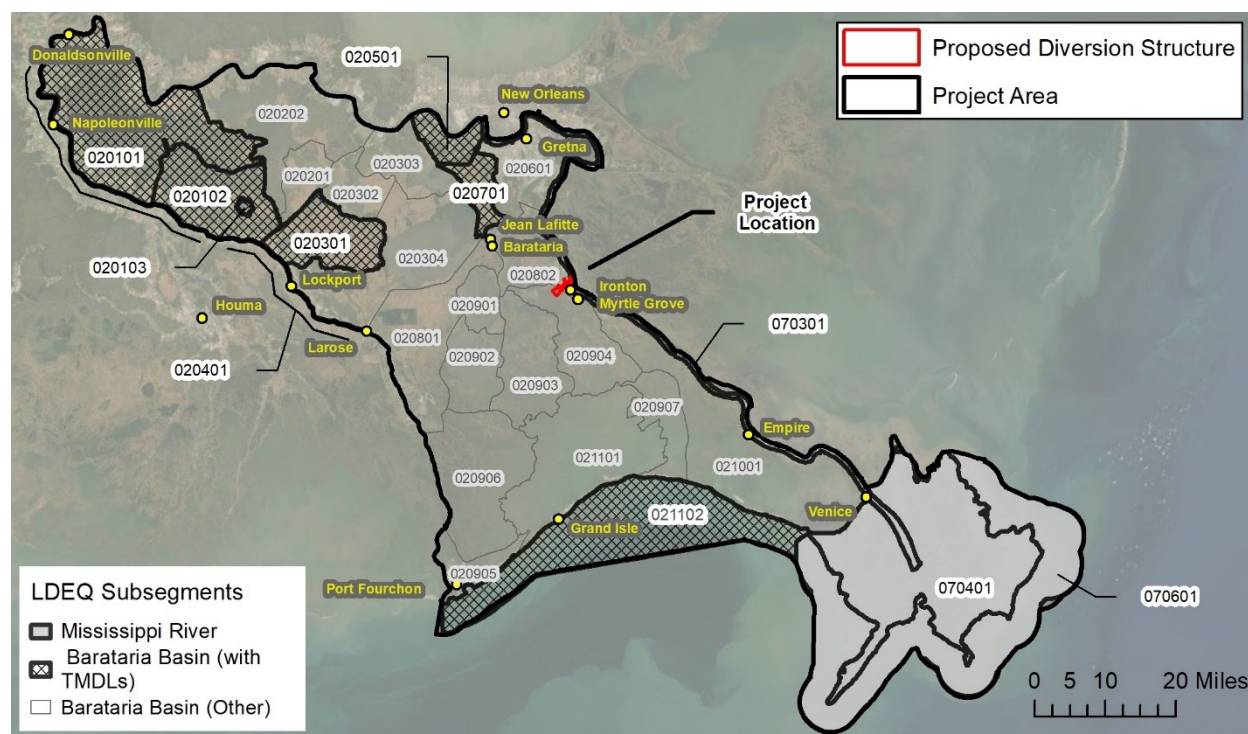 Proposed Diversion Structure
Project Area
Donaldsonville
020501
New Orleans
020202
Gretna
Napoleonville
020101
020303
020601
020201
020102
020302
020701
Project
Location
Jean Lafitte
020301
Barataria
020304
020103
020802
Lockport
Ironton
Houma
Myrtle Grove
020901
070301
Larose
020801
020401
020902
020904
020903
020907
Empire
021101
020906
021001
021102
Venice
Grand Isle
020905
Port Fourchon
070401
070601
LDEQ Subsegments
Mississippi River
Barataria Basin (with
TMDLs)
Barataria Basin (Other)
0 5 10 20 Miles